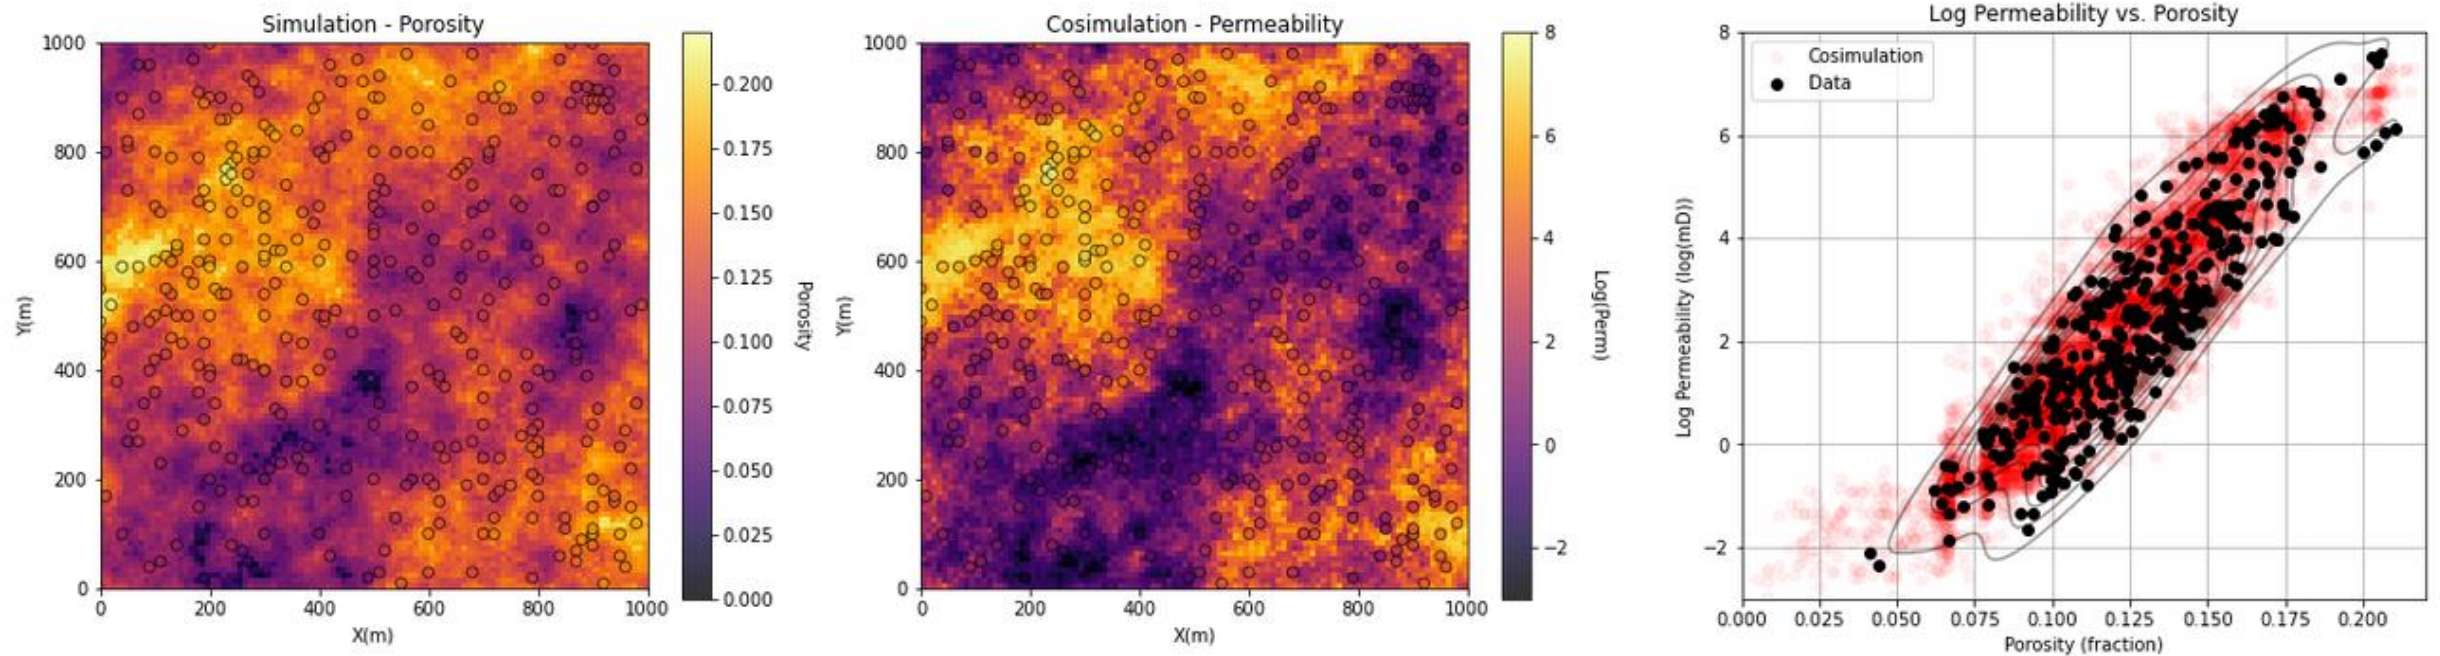 Simulation - Porosity
1000
800
600
400
200
0
Y(m)
0 200 400 600 800 1000
X(m)
0.200
0.175
0.150
0.125
0.100
0.075
0.050
0.025
0.000
Porosity
Cosimulation - Permeability
1000
800
600
400
200
0
Y(m)
0 200 400 600 800 1000
X(m)
8
6
4
2
0
−2
Log(Perm)
Log Permeability vs. Porosity
Cosimulation
Data
8
6
4
2
0
−2
Log Permeability (log(mD))
0.000 0.025 0.050 0.075 0.100 0.125 0.150 0.175 0.200
Porosity (fraction)